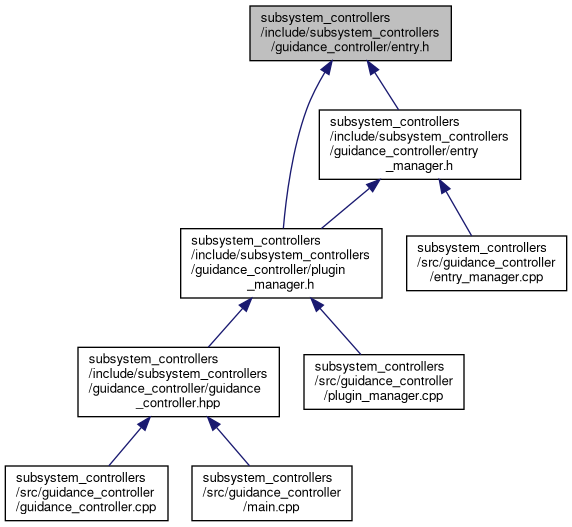 subsystem_controllers
/include/subsystem_controllers
/guidance_controller/entry.h
subsystem_controllers
/include/subsystem_controllers
/guidance_controller/entry
_manager.h
subsystem_controllers
/include/subsystem_controllers
/guidance_controller/plugin
_manager.h
subsystem_controllers
/src/guidance_controller
/entry_manager.cpp
subsystem_controllers
/include/subsystem_controllers
/guidance_controller/guidance
_controller.hpp
subsystem_controllers
/src/guidance_controller
/plugin_manager.cpp
subsystem_controllers
/src/guidance_controller
/guidance_controller.cpp
subsystem_controllers
/src/guidance_controller
/main.cpp